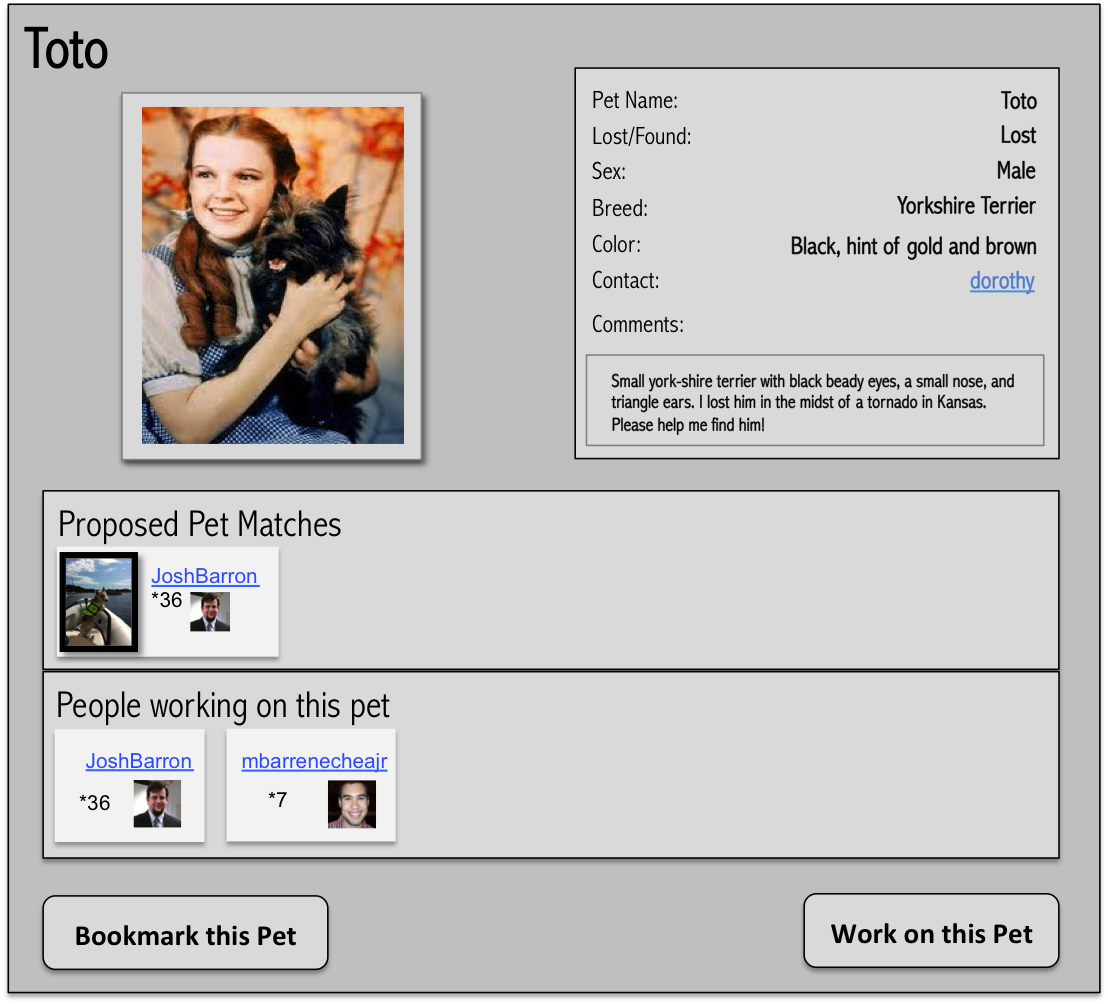 Toto
Pet Name: Toto
Lost/Found: Lost
Sex: Male
Breed: Yorkshire Terrier
Color: Black, hint of gold and brown
Contact: dorothy
Comments:
Small york-shire terrier with black beady eyes, a small nose, and
triangle ears. I lost him in the midst of a tornado in Kansas.
Please help me find him!
Proposed Pet Matches
JoshBarron
*36
People working on this pet
JoshBarron
*36
mbarrenecheajr
*7
Bookmark this Pet
Work on this Pet